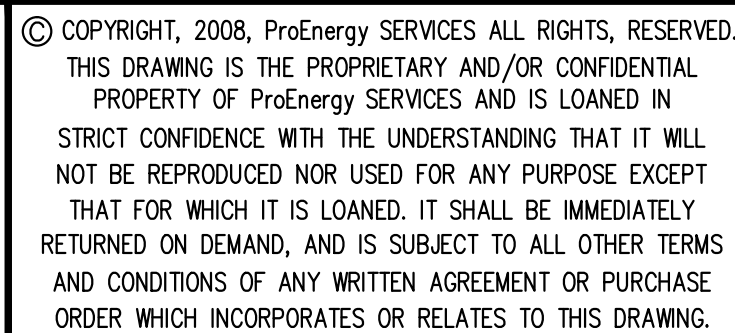 © COPYRIGHT, 2008, ProEnergy SERVICES ALL RIGHTS, RESERVED.
THIS DRAWING IS THE PROPRIETARY AND/OR CONFIDENTIAL
PROPERTY OF ProEnergy SERVICES AND IS LOANED IN
STRICT CONFIDENCE WITH THE UNDERSTANDING THAT IT WILL
NOT BE REPRODUCED NOR USED FOR ANY PURPOSE EXCEPT
THAT FOR WHICH IT IS LOANED. IT SHALL BE IMMEDIATELY
RETURNED ON DEMAND, AND IS SUBJECT TO ALL OTHER TERMS
AND CONDITIONS OF ANY WRITTEN AGREEMENT OR PURCHASE
ORDER WHICH INCORPORATES OR RELATES TO THIS DRAWING.